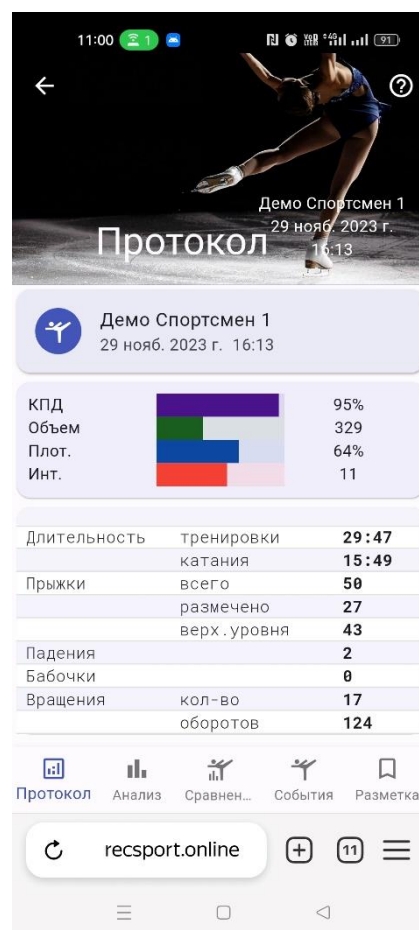 11:00 1 91
Демо Спортсмен 1
29 нояб. 2023 г.
Протокол 16:13
Демо Спортсмен 1
29 нояб. 2023 г. 16:13
КПД 95%
Объем 329
Плот. 64%
Инт. 11
Длительность тренировки 29:47
катания 15:49
Прыжки всего 50
размечено 27
верх.уровня 43
Падения 2
Бабочки 0
Вращения кол-во 17
оборотов 124
Протокол Анализ Сравнен... События Разметка
recsport.online 11